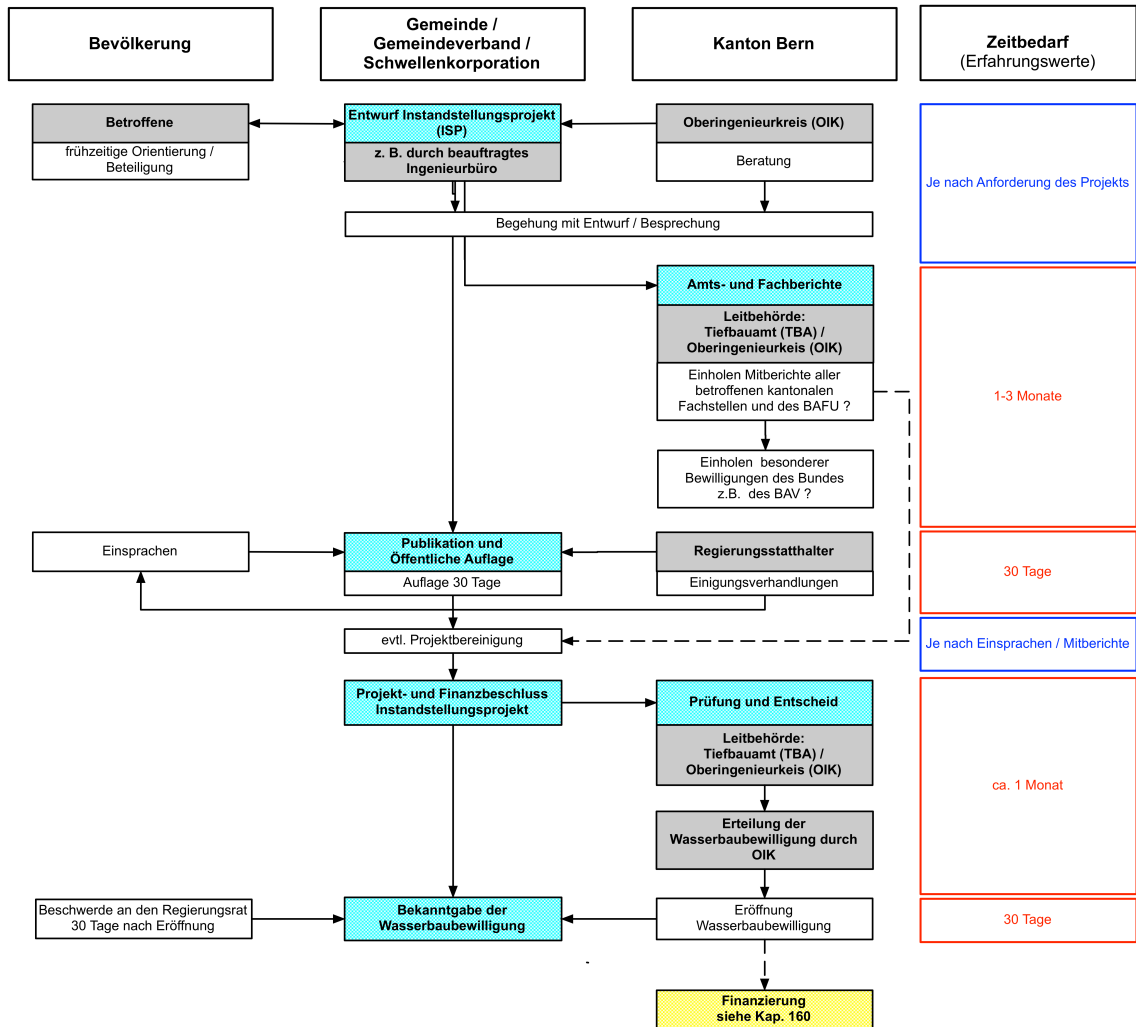 Bevölkerung
Gemeinde /
Gemeindeverband /
Schwellenkorporation
Kanton Bern
Zeitbedarf
(Erfahrungswerte)
Betroffene
frühzeitige Orientierung /
Beteiligung
Entwurf Instandstellungsprojekt
(ISP)
z. B. durch beauftragtes
Ingenieurbüro
Oberingenieurkreis (OIK)
Beratung
Je nach Anforderung des Projekts
Begehung mit Entwurf / Besprechung
Amts- und Fachberichte
Leitbehörde:
Tiefbauamt (TBA) /
Oberingenieurkeis (OIK)
Einholen Mitberichte aller
betroffenen kantonalen
Fachstellen und des BAFU ?
1-3 Monate
Einholen besonderer
Bewilligungen des Bundes
z.B. des BAV ?
Einsprachen
Publikation und
Öffentliche Auflage
Auflage 30 Tage
Regierungsstatthalter
Einigungsverhandlungen
30 Tage
evtl. Projektbereinigung
Je nach Einsprachen / Mitberichte
Projekt- und Finanzbeschluss
Instandstellungsprojekt
Prüfung und Entscheid
Leitbehörde:
Tiefbauamt (TBA) /
Oberingenieurkeis (OIK)
ca. 1 Monat
Erteilung der
Wasserbaubewilligung durch
OIK
Beschwerde an den Regierungsrat
30 Tage nach Eröffnung
Bekanntgabe der
Wasserbaubewilligung
Eröffnung
Wasserbaubewilligung
30 Tage
Finanzierung
siehe Kap. 160